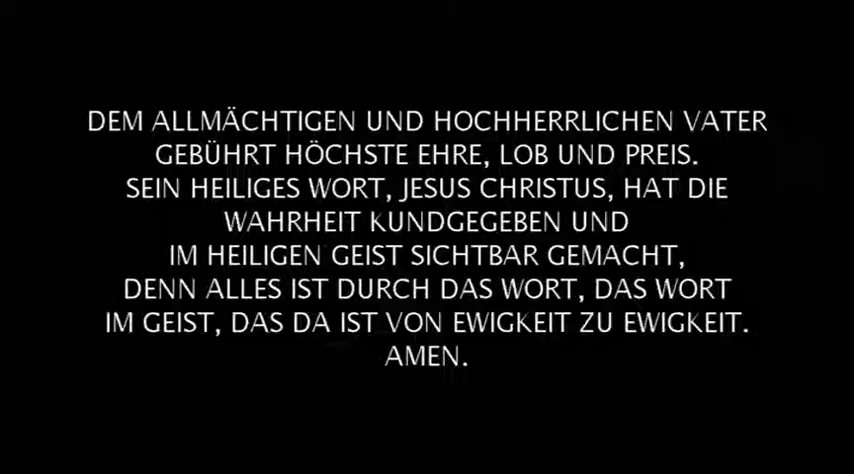 DEM ALLMÄCHTIGEN UND HOCHHERRLICHEN VATER
GEBÜHRT HÖCHSTE EHRE, LOB UND PREIS.
SEIN HEILIGES WORT, JESUS CHRISTUS, HAT DIE
WAHRHEIT KUNDGEGEBEN UND
IM HEILIGEN GEIST SICHTBAR GEMACHT,
DENN ALLES IST DURCH DAS WORT, DAS WORT
IM GEIST, DAS DA IST VON EWIGKEIT ZU EWIGKEIT.
AMEN.